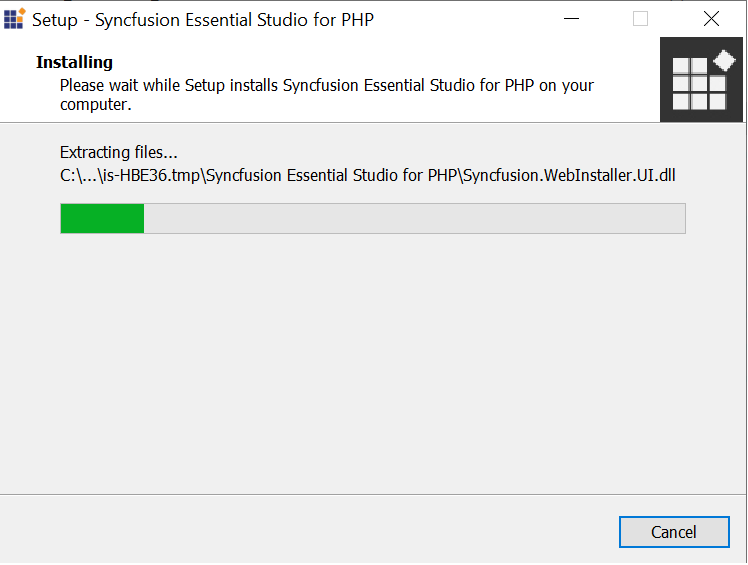 Setup - Syncfusion Essential Studio for PHP
Installing
Please wait while Setup installs Syncfusion Essential Studio for PHP on your
computer.
Extracting files...
C:\...\is-HBE36.tmp\Syncfusion Essential Studio for PHP\Syncfusion.WebInstaller.UI.dll
Cancel